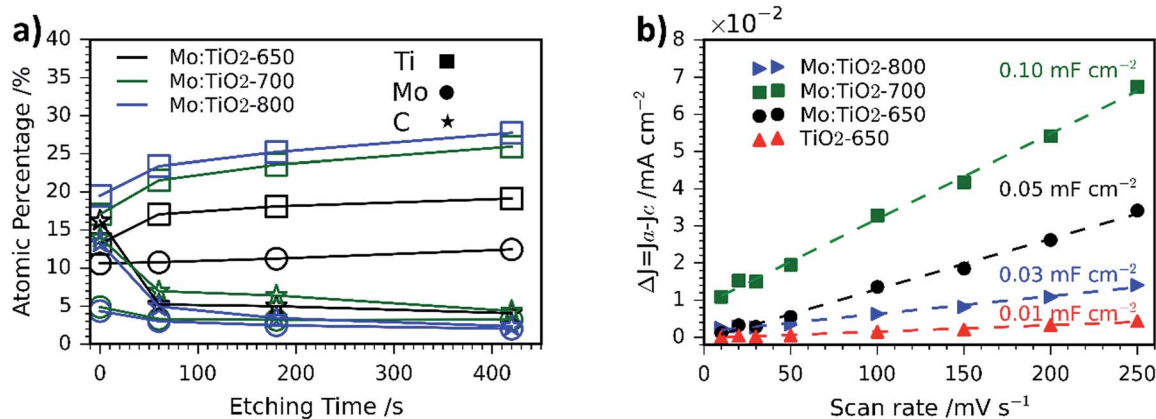 a)
40
35
30
25
20
15
10
5
0
Atomic Percentage /%
Mo:TiO2-650
Mo:TiO2-700
Mo:TiO2-800
Ti
Mo
C
0 100 200 300 400
Etching Time /s
b)
×10⁻²
8
7
6
5
4
3
2
1
0
ΔJ=Ja-Jc /mA cm⁻²
Mo:TiO2-800
Mo:TiO2-700
Mo:TiO2-650
TiO2-650
0.10 mF cm⁻²
0.05 mF cm⁻²
0.03 mF cm⁻²
0.01 mF cm⁻²
0 50 100 150 200 250
Scan rate /mV s⁻¹